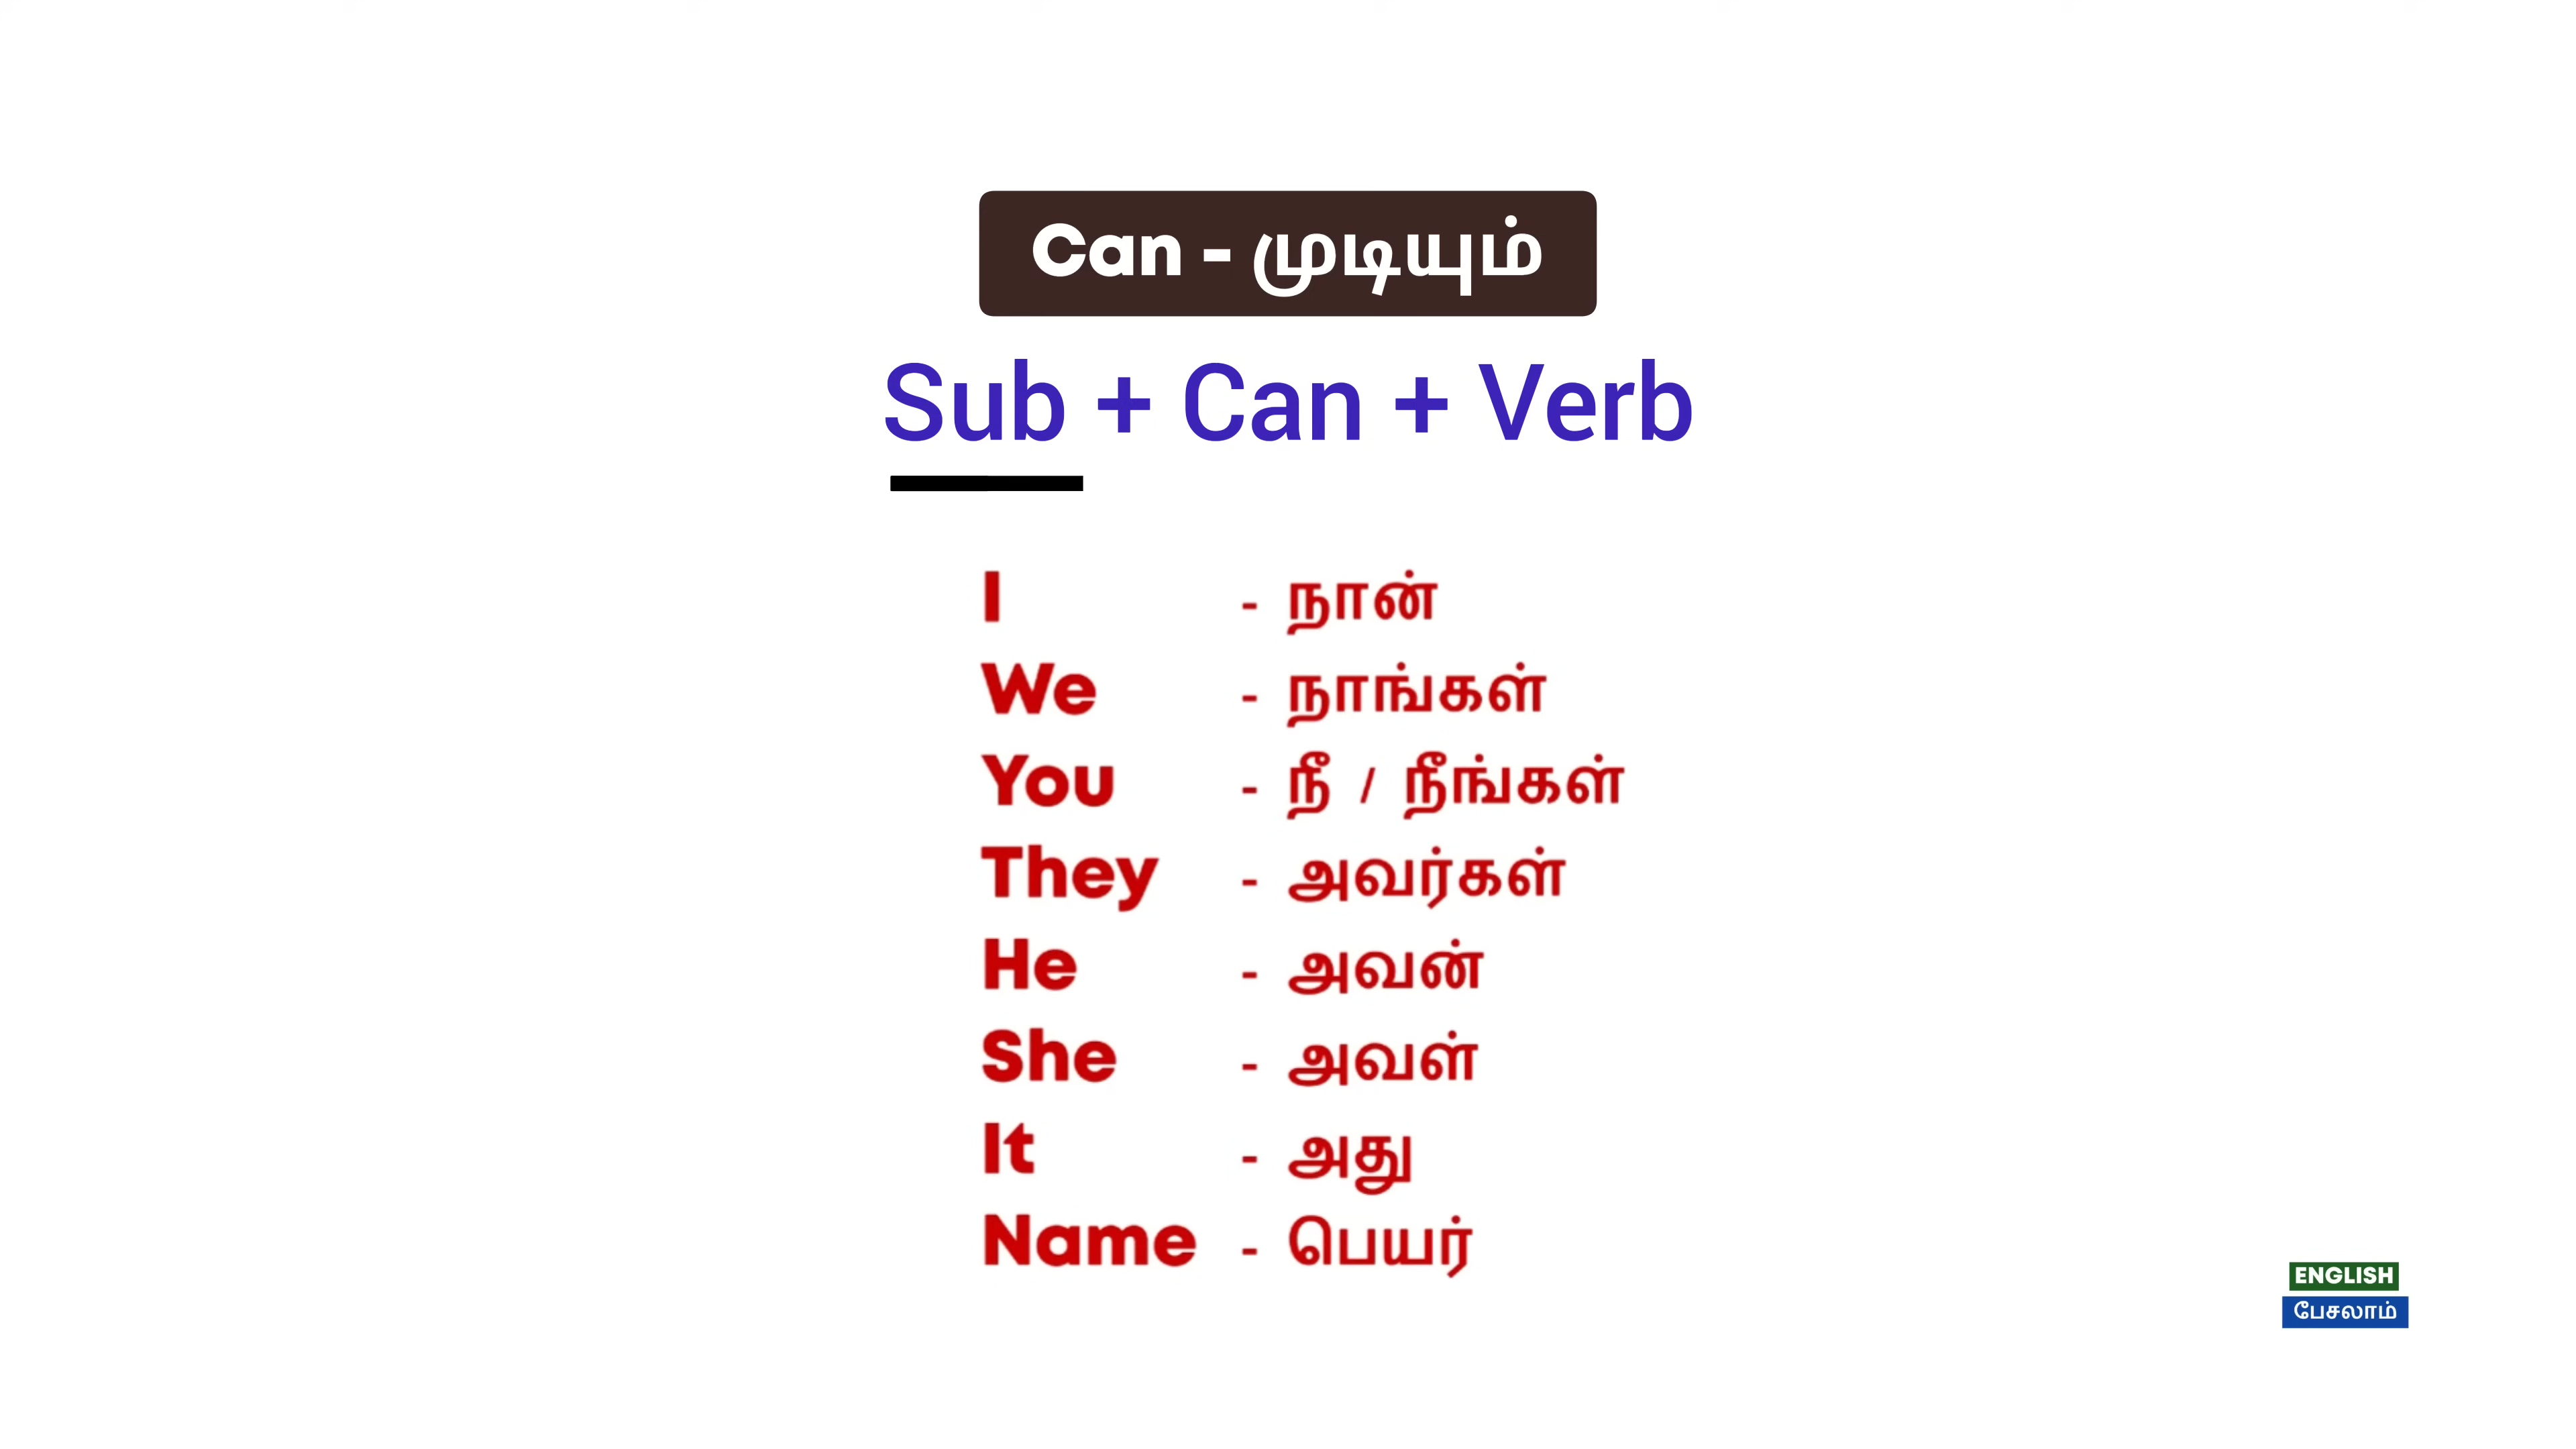 Can - முடியும்
Sub + Can + Verb
I - நான்
We - நாங்கள்
You - நீ / நீங்கள்
They - அவர்கள்
He - அவன்
She - அவள்
It - அது
Name - பெயர்
ENGLISH
பேசலாம்